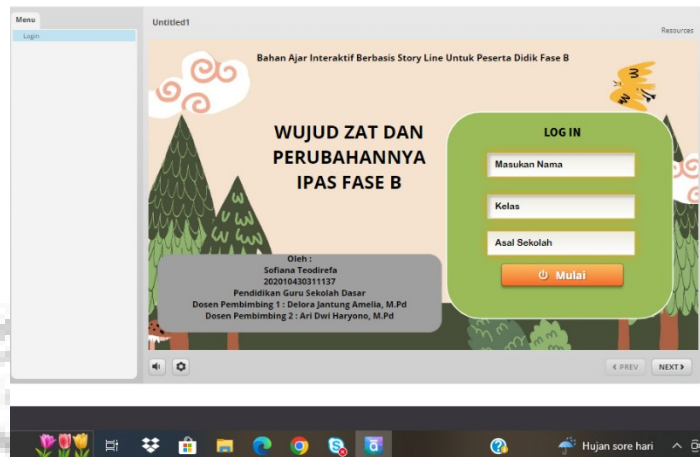 Menu
Login
Untitled1
Resources
Bahan Ajar Interaktif Berbasis Story Line Untuk Peserta Didik Fase B
WUJUD ZAT DAN
PERUBAHANNYA
IPAS FASE B
LOG IN
Masukan Nama
Kelas
Asal Sekolah
Mulai
Oleh :
Sofiana Teodirefa
202010430311137
Pendidikan Guru Sekolah Dasar
Dosen Pembimbing 1 : Delora Jantung Amelia, M.Pd
Dosen Pembimbing 2 : Ari Dwi Haryono, M.Pd
< PREV
NEXT >
Hujan sore hari